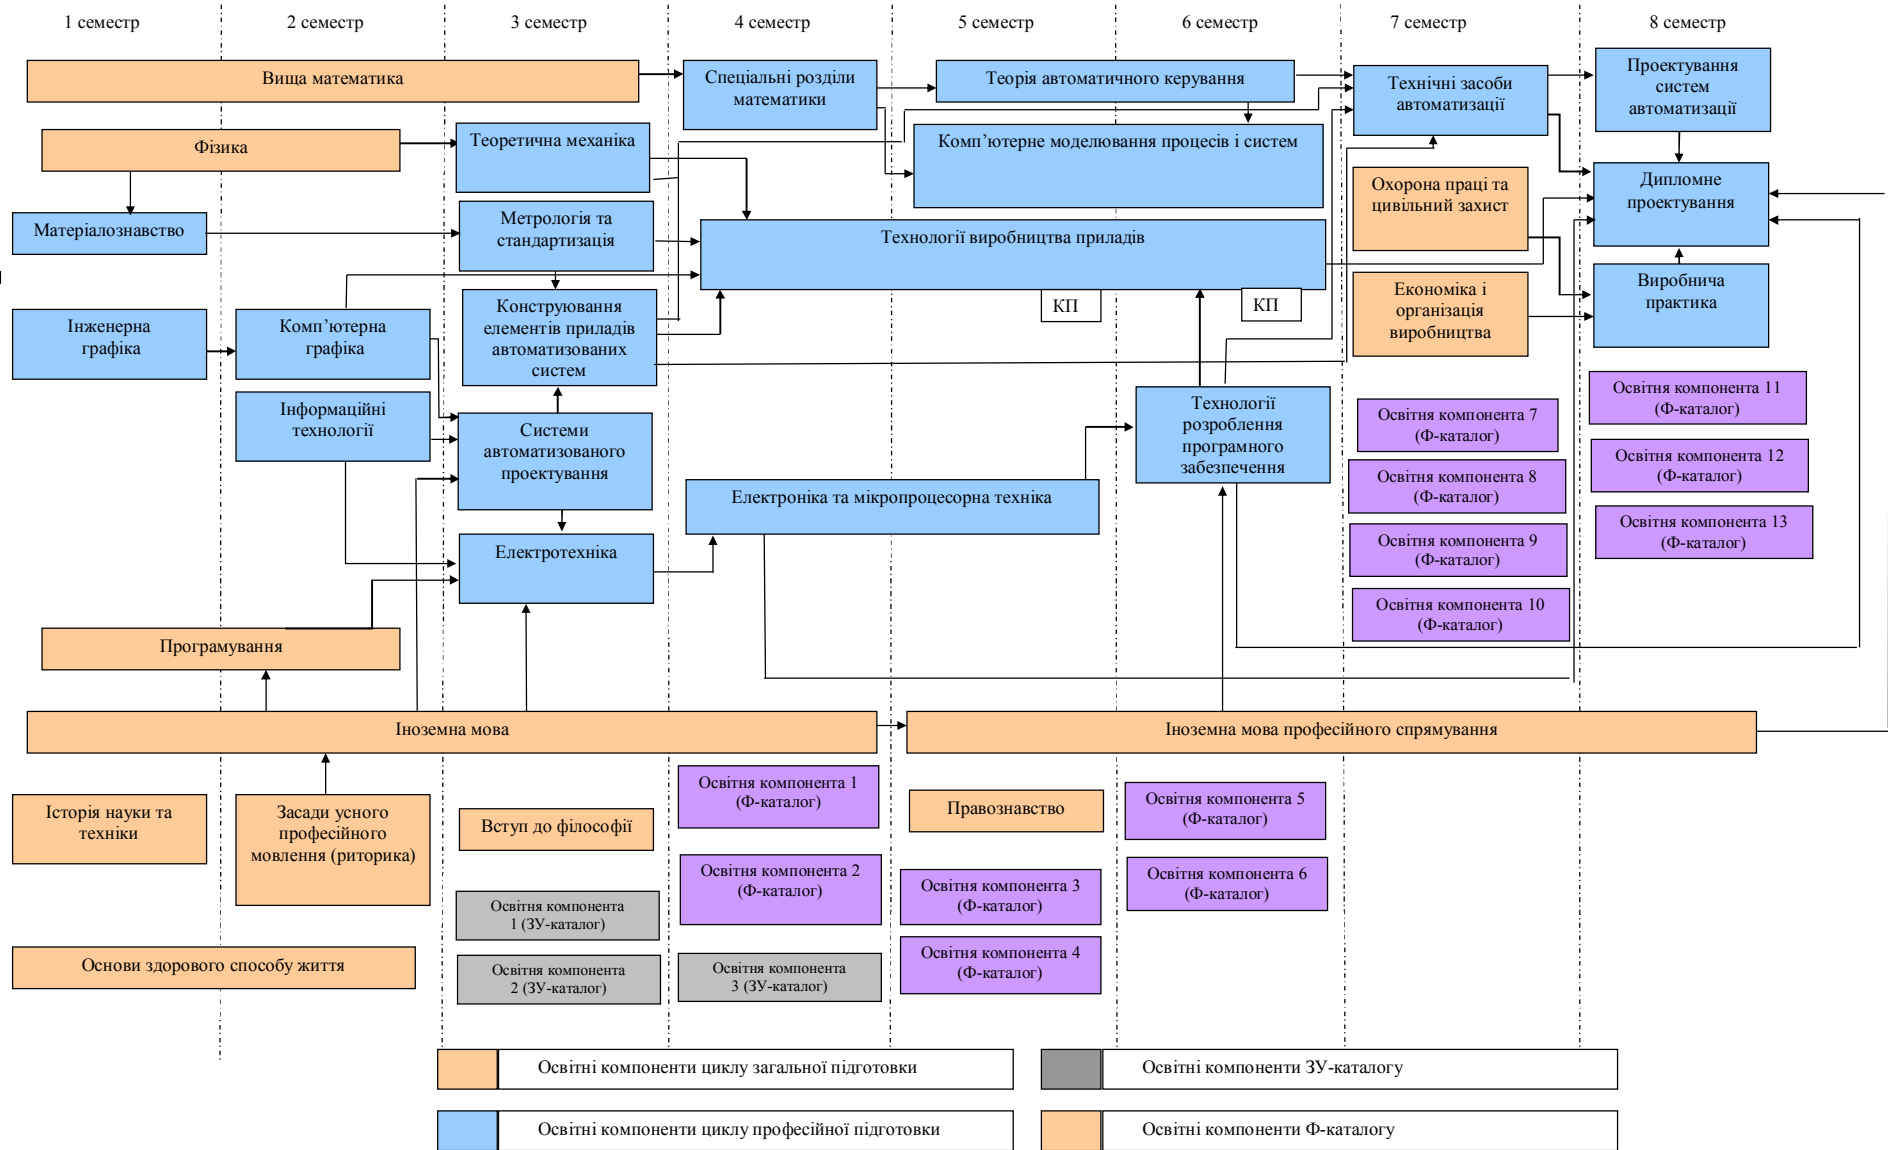 1 семестр
2 семестр
3 семестр
4 семестр
5 семестр
6 семестр
7 семестр
8 семестр
Вища математика
Спеціальні розділи
математики
Теорія автоматичного керування
Технічні засоби
автоматизації
Проектування
систем
автоматизації
Фізика
Теоретична механіка
Комп’ютерне моделювання процесів і систем
Охорона праці та
цивільний захист
Дипломне
проектування
Матеріалознавство
Метрологія та
стандартизація
Технології виробництва приладів
КП
КП
Інженерна
графіка
Комп’ютерна
графіка
Конструювання
елементів приладів
автоматизованих
систем
Економіка і
організація
виробництва
Виробнича
практика
Інформаційні
технології
Системи
автоматизованого
проектування
Технології
розроблення
програмного
забезпечення
Освітня компонента 7
(Ф-каталог)
Освітня компонента 11
(Ф-каталог)
Освітня компонента 8
(Ф-каталог)
Освітня компонента 12
(Ф-каталог)
Електроніка та мікропроцесорна техніка
Освітня компонента 9
(Ф-каталог)
Освітня компонента 13
(Ф-каталог)
Електротехніка
Освітня компонента 10
(Ф-каталог)
Програмування
Іноземна мова
Іноземна мова професійного спрямування
Історія науки та
техніки
Засади усного
професійного
мовлення (риторика)
Вступ до філософії
Освітня компонента 1
(Ф-каталог)
Правознавство
Освітня компонента 5
(Ф-каталог)
Освітня компонента 2
(Ф-каталог)
Освітня компонента 3
(Ф-каталог)
Освітня компонента 6
(Ф-каталог)
Освітня компонента
1 (ЗУ-каталог)
Основи здорового способу життя
Освітня компонента
2 (ЗУ-каталог)
Освітня компонента
3 (ЗУ-каталог)
Освітня компонента 4
(Ф-каталог)
Освітні компоненти циклу загальної підготовки
Освітні компоненти ЗУ-каталогу
Освітні компоненти циклу професійної підготовки
Освітні компоненти Ф-каталогу